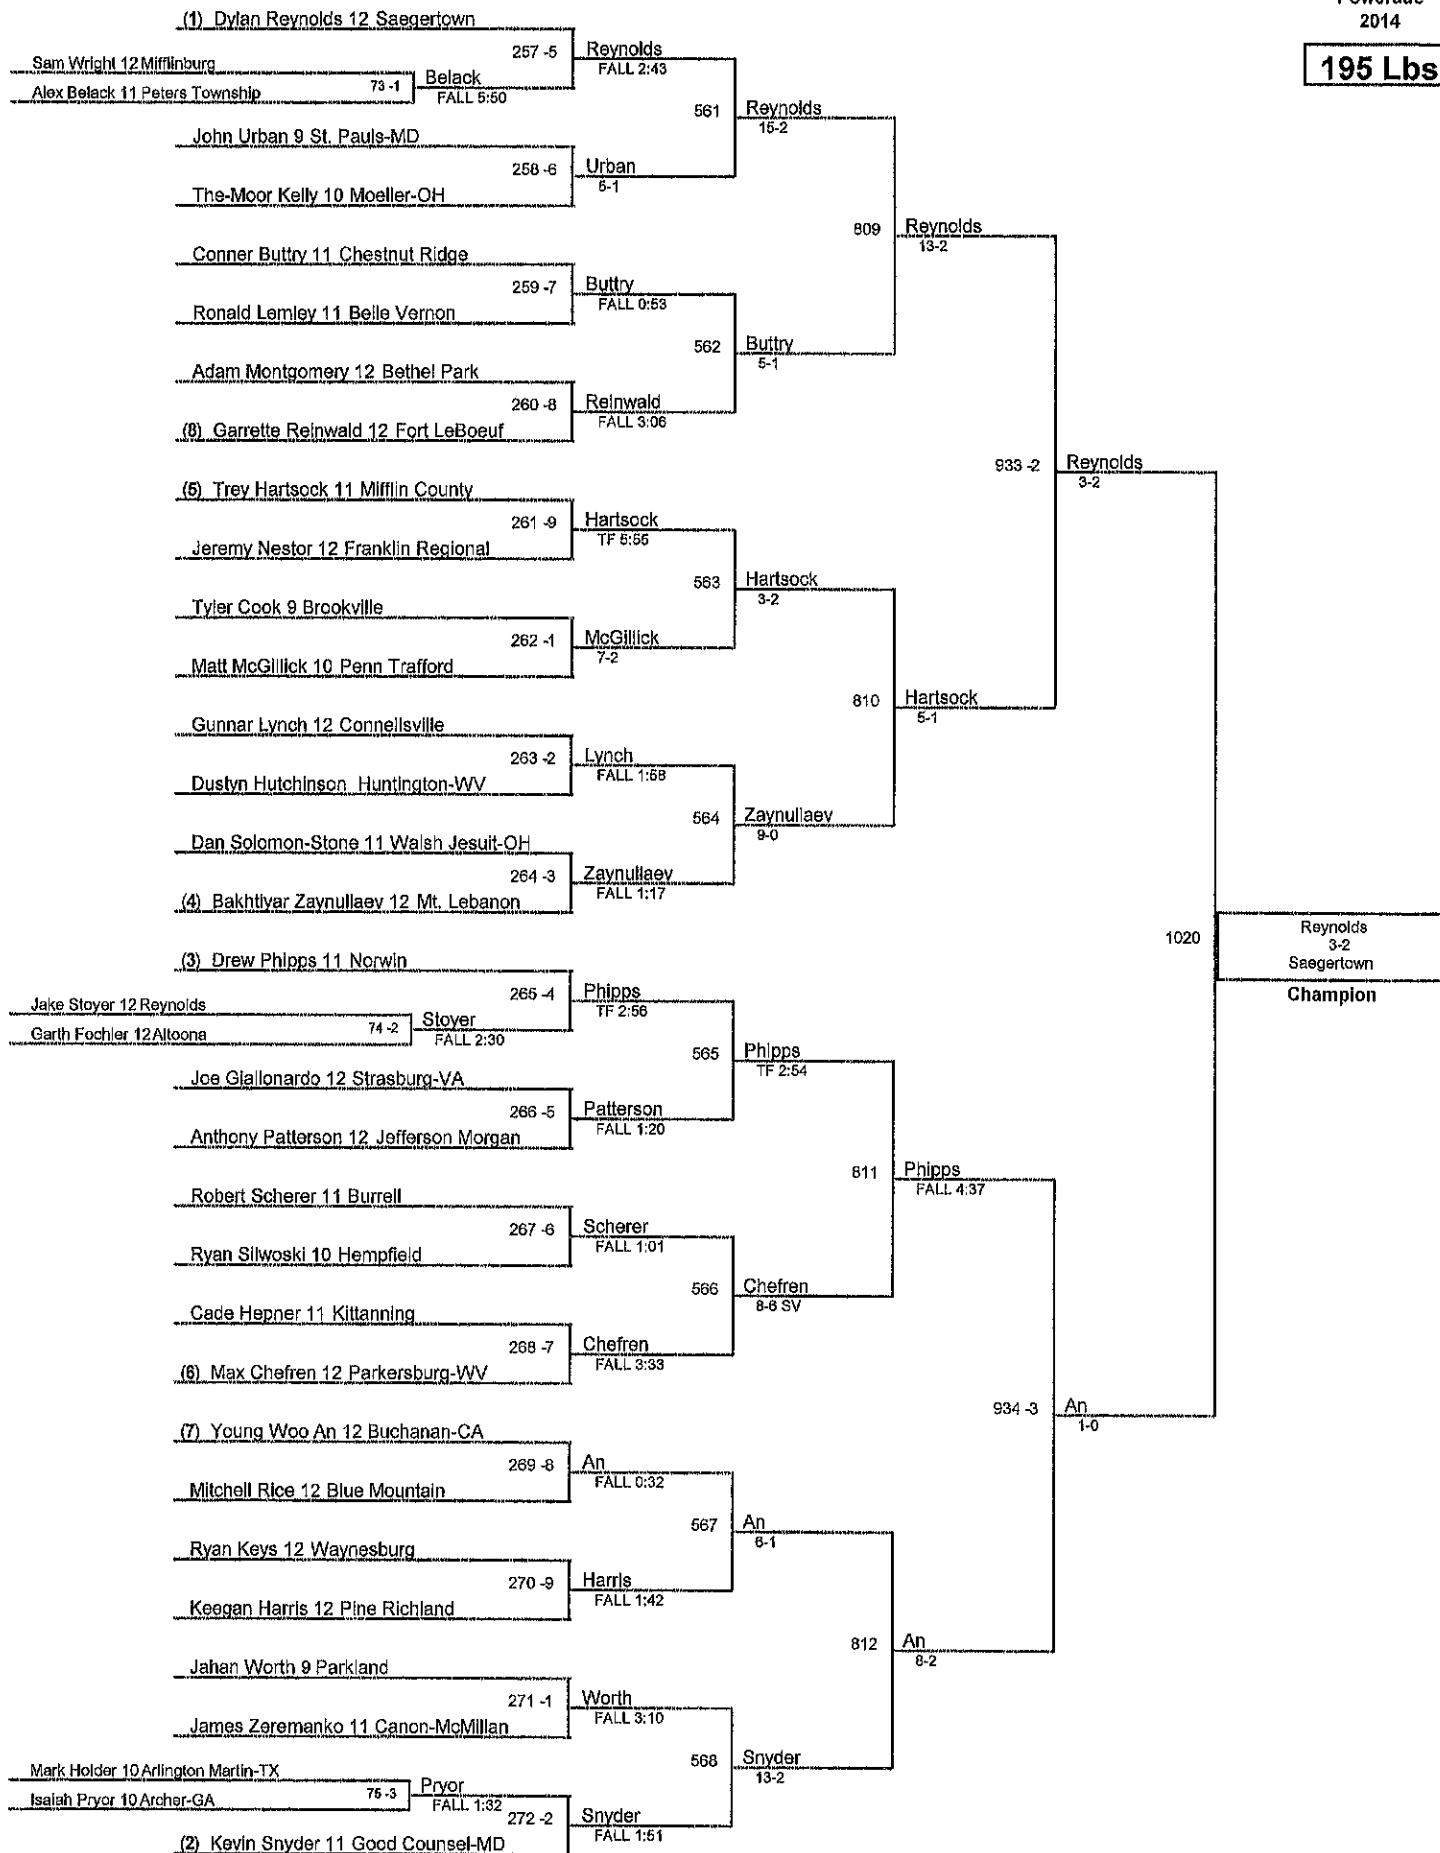 Powerade
2014
195 Lbs
(1) Dylan Reynolds 12 Saegertown
257 -5
Reynolds
FALL 2:43
Sam Wright 12 Mifflinburg
73 -1
Belack
FALL 5:50
Alex Belack 11 Peters Township
561
Reynolds
15-2
John Urban 9 St. Pauls-MD
258 -6
Urban
5-1
The-Moor Kelly 10 Moeller-OH
809
Reynolds
13-2
Conner Buttry 11 Chestnut Ridge
259 -7
Buttry
FALL 0:53
Ronald Lemley 11 Belle Vernon
562
Buttry
5-1
Adam Montgomery 12 Bethel Park
260 -8
Reinwald
FALL 3:06
(8) Garrette Reinwald 12 Fort LeBoeuf
933 -2
Reynolds
3-2
(5) Trey Hartsock 11 Mifflin County
261 -9
Hartsock
TF 5:55
Jeremy Nestor 12 Franklin Regional
563
Hartsock
3-2
Tyler Cook 9 Brookville
262 -1
McGillick
7-2
Matt McGillick 10 Penn Trafford
810
Hartsock
5-1
Gunnar Lynch 12 Connellsville
263 -2
Lynch
FALL 1:58
Dustyn Hutchinson Huntington-WV
564
Zaynullaev
9-0
Dan Solomon-Stone 11 Walsh Jesuit-OH
264 -3
Zaynullaev
FALL 1:17
(4) Bakhtiyar Zaynullaev 12 Mt. Lebanon
1020
Reynolds
3-2
Saegertown
Champion
(3) Drew Phipps 11 Norwin
265 -4
Phipps
TF 2:56
Jake Stoyer 12 Reynolds
74 -2
Stoyer
FALL 2:30
Garth Fochler 12 Altoona
565
Phipps
TF 2:54
Joe Giallonardo 12 Strasburg-VA
266 -5
Patterson
FALL 1:20
Anthony Patterson 12 Jefferson Morgan
811
Phipps
FALL 4:37
Robert Scherer 11 Burrell
267 -6
Scherer
FALL 1:01
Ryan Silwoski 10 Hempfield
566
Chefren
8-6 SV
Cade Hepner 11 Kittanning
268 -7
Chefren
FALL 3:33
(6) Max Chefren 12 Parkersburg-WV
934 -3
An
1-0
(7) Young Woo An 12 Buchanan-CA
269 -8
An
FALL 0:32
Mitchell Rice 12 Blue Mountain
567
An
6-1
Ryan Keys 12 Waynesburg
270 -9
Harris
FALL 1:42
Keegan Harris 12 Pine Richland
812
An
8-2
Jahan Worth 9 Parkland
271 -1
Worth
FALL 3:10
James Zeremanko 11 Canon-McMillan
568
Snyder
13-2
Mark Holder 10 Arlington Martin-TX
75 -3
Pryor
FALL 1:32
Isaiah Pryor 10 Archer-GA
272 -2
Snyder
FALL 1:51
(2) Kevin Snyder 11 Good Counsel-MD